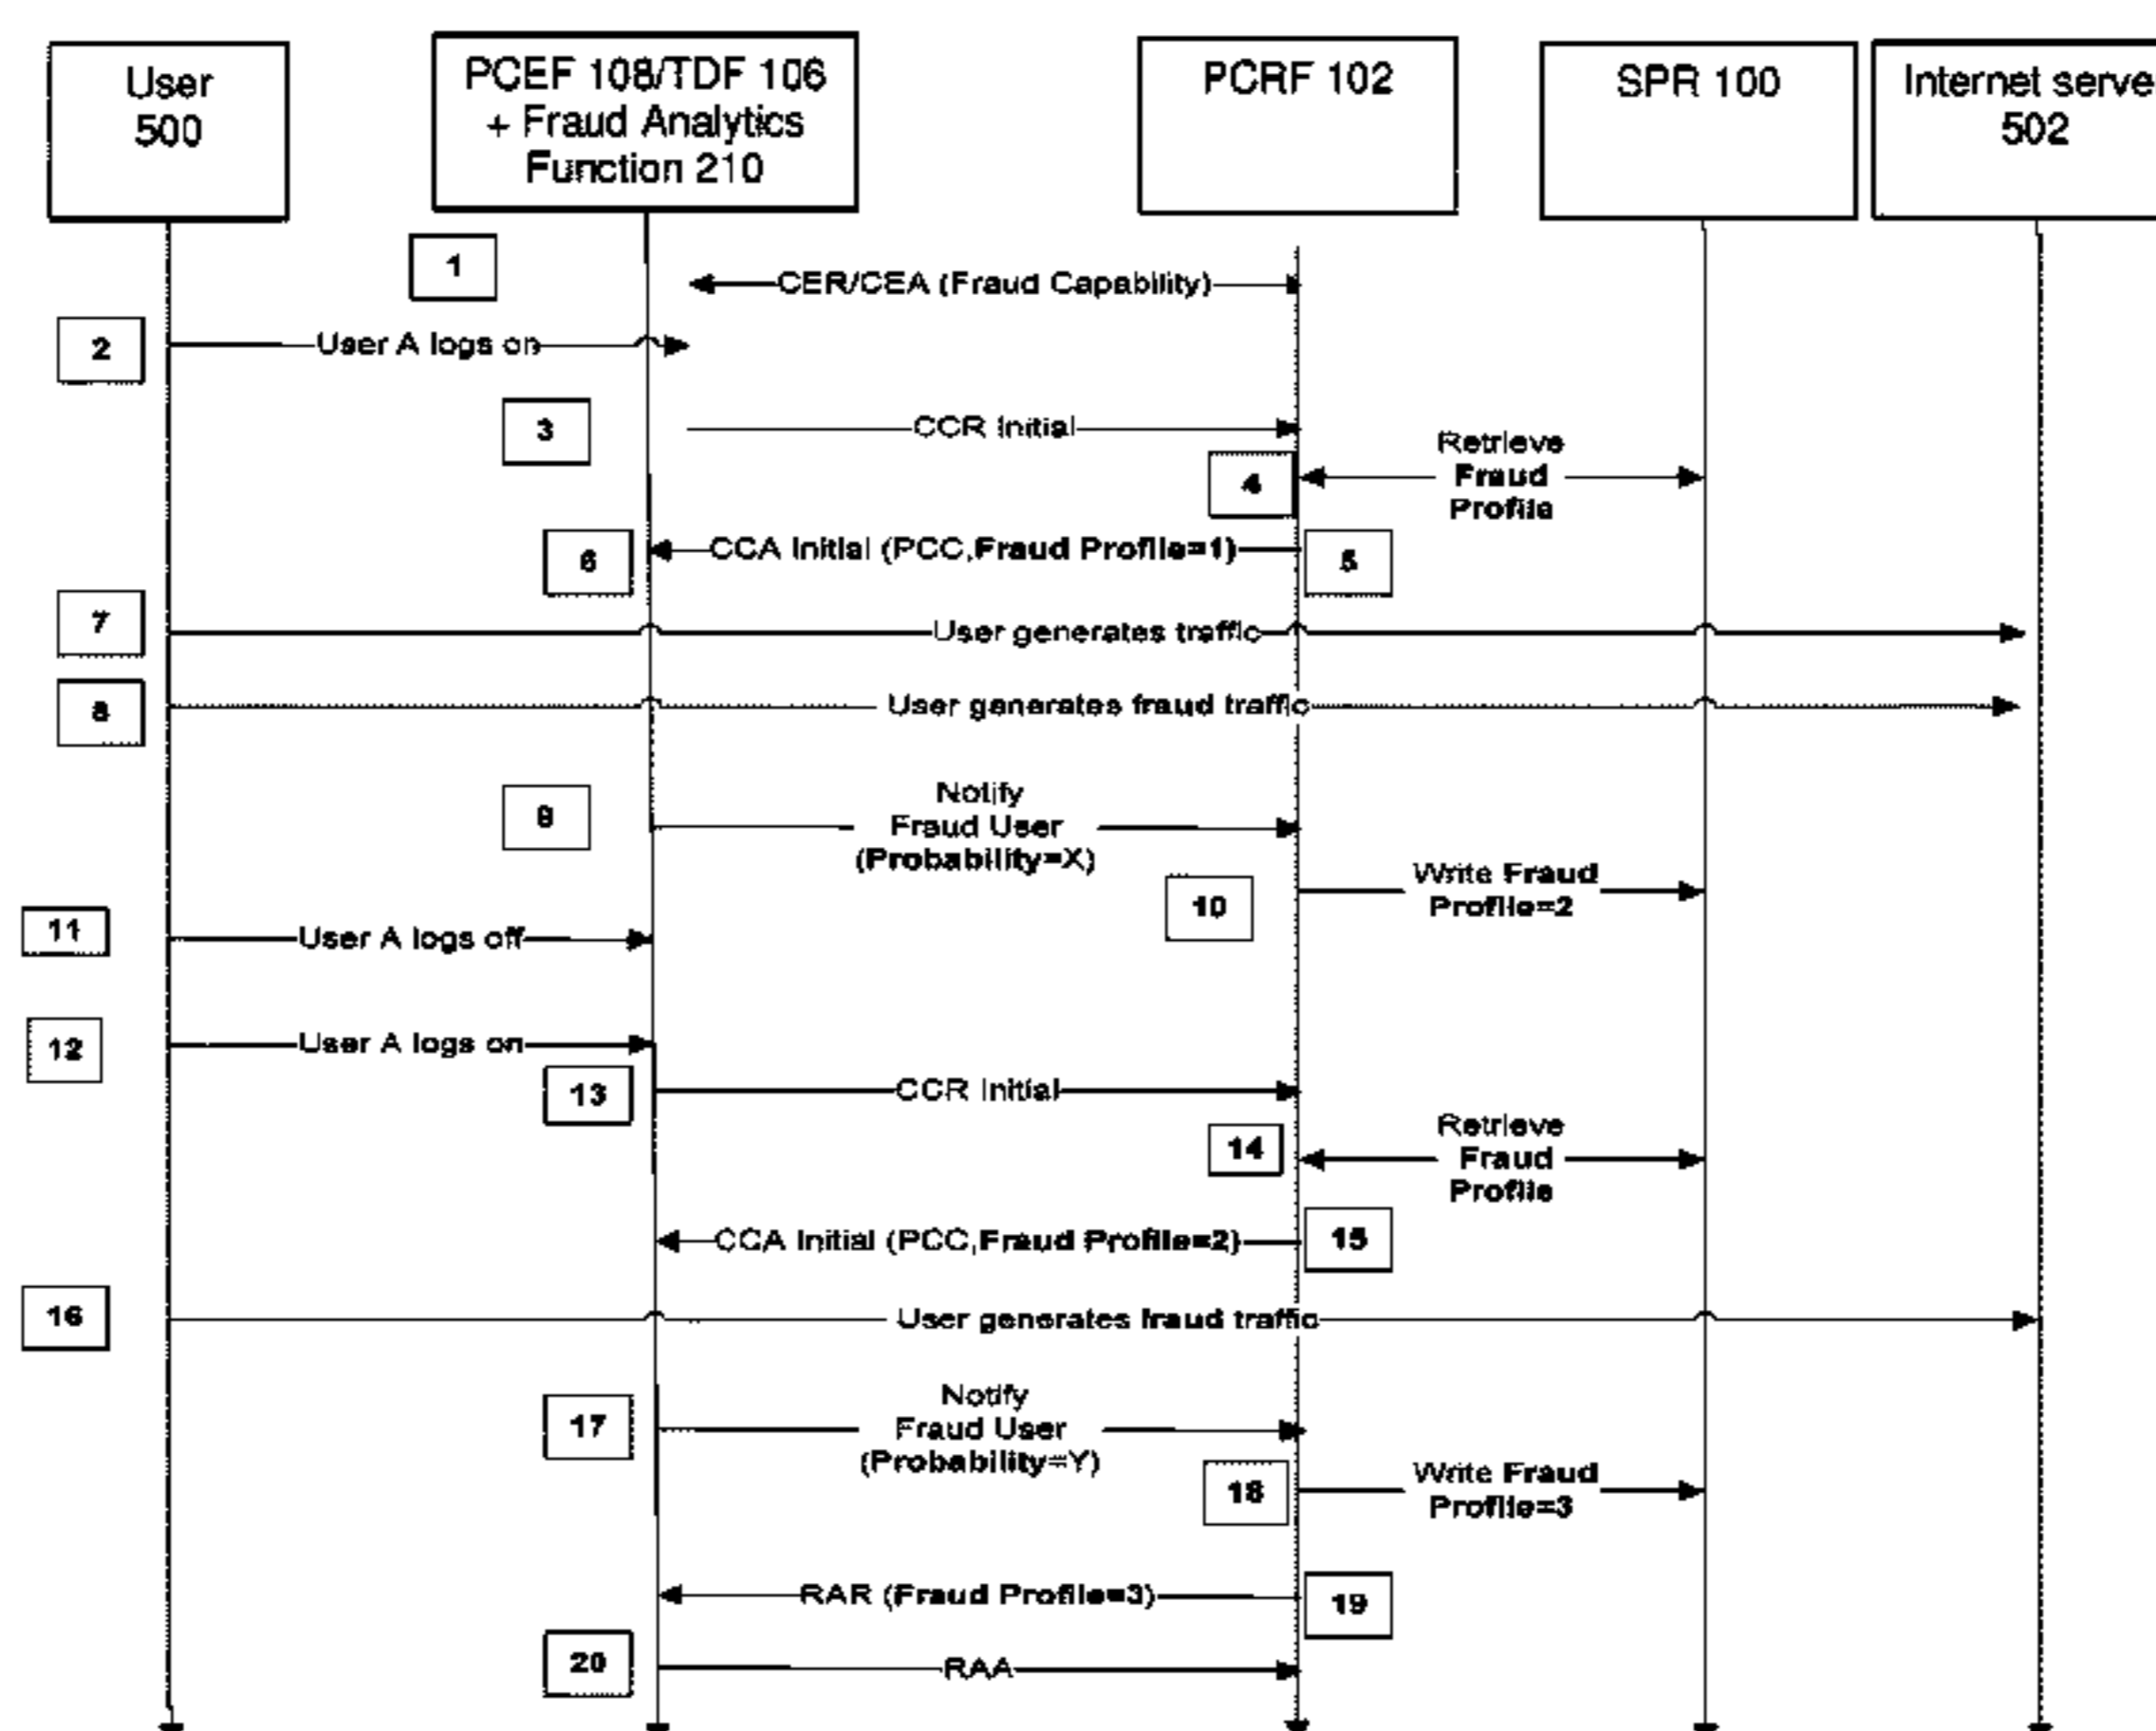 User
500
PCEF 108/TDF 106
+ Fraud Analytics
Function 210
PCRF 102
SPR 100
Internet serve
502
1
CER/CEA (Fraud Capability)
2
User A logs on
3
CCR Initial
4
Retrieve
Fraud
Profile
6
CCA Initial (PCC,Fraud Profile=1)
5
7
User generates traffic
8
User generates fraud traffic
9
Notify
Fraud User
(Probability=X)
10
Write Fraud
Profile=2
11
User A logs off
12
User A logs on
13
CCR Initial
14
Retrieve
Fraud
Profile
CCA Initial (PCC,Fraud Profile=2)
15
16
User generates fraud traffic
17
Notify
Fraud User
(Probability=Y)
18
Write Fraud
Profile=3
RAR (Fraud Profile=3)
19
20
RAA